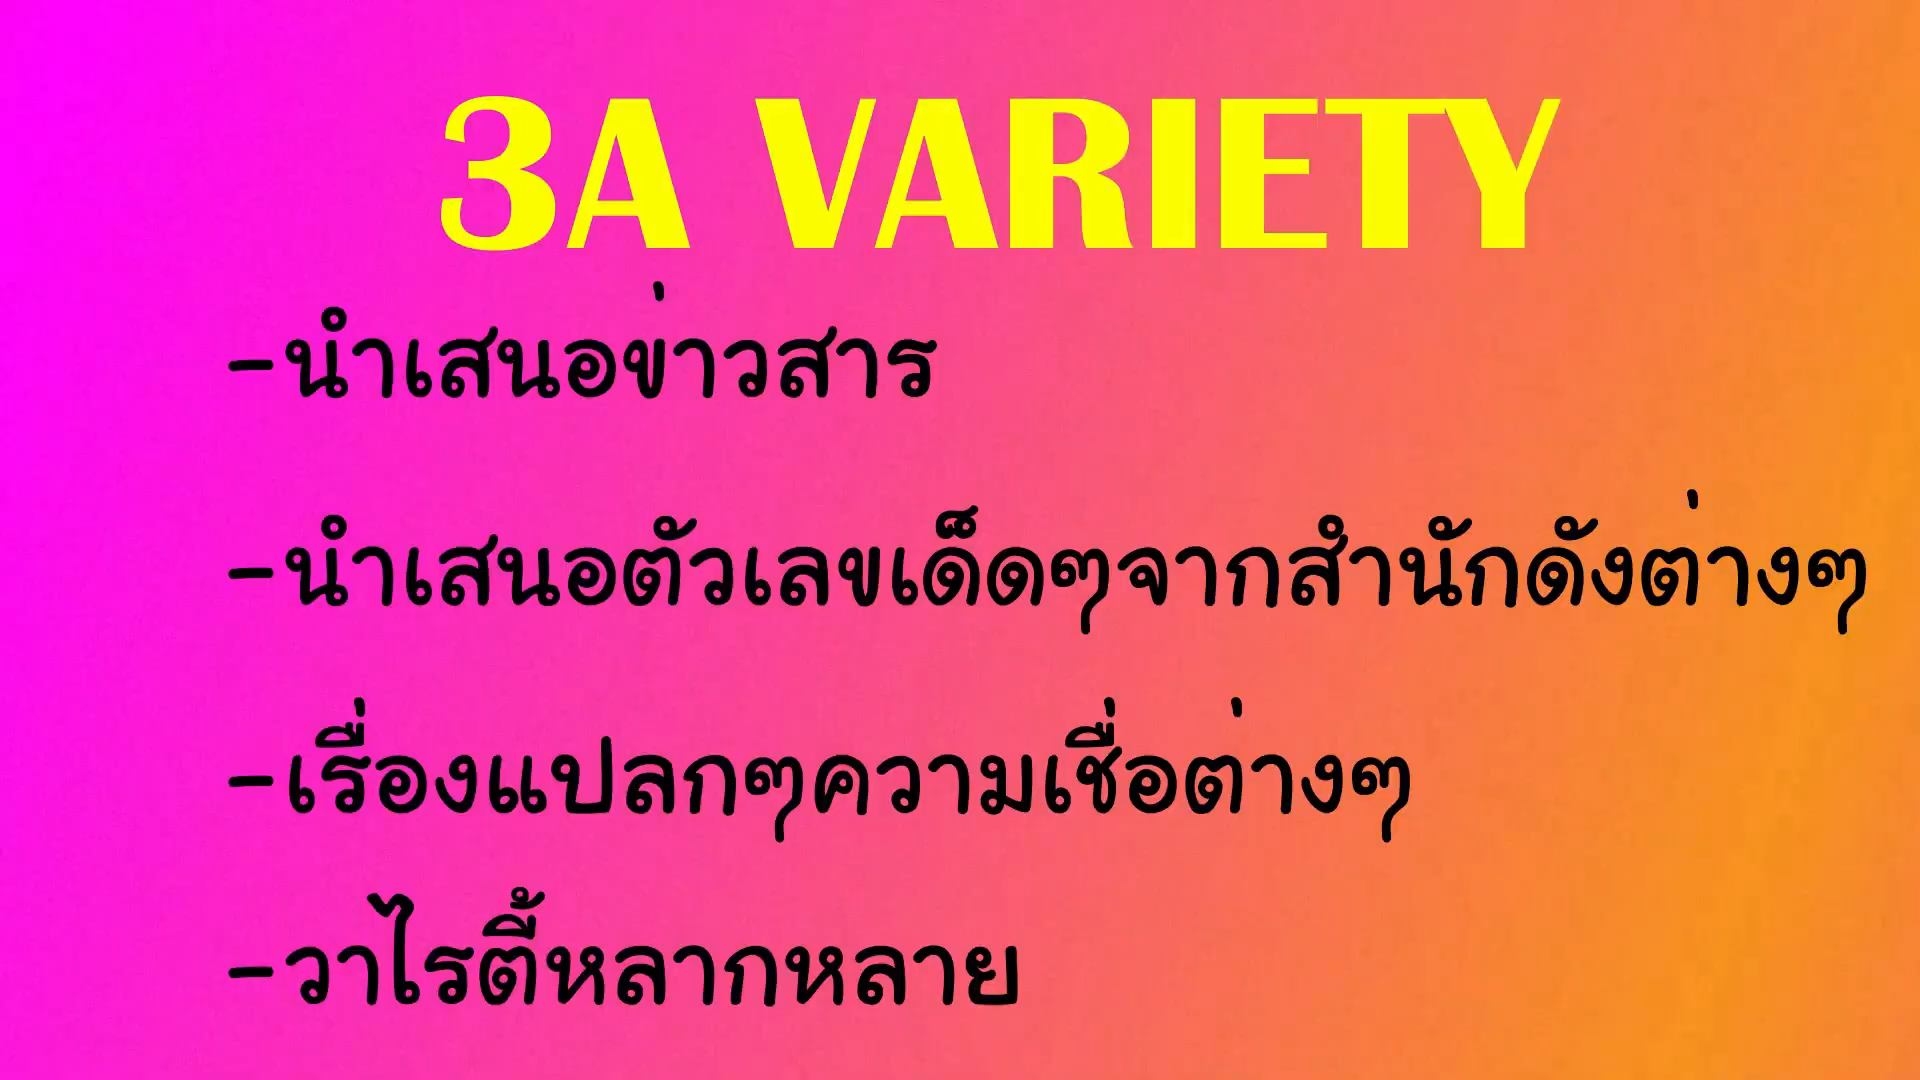 3A VARIETY
-นำเสนอข่าวสาร
-นำเสนอตัวเลขเด็ดๆจากสำนักดังต่างๆ
-เรื่องแปลกๆความเชื่อต่างๆ
-วาไรตี้หลากหลาย